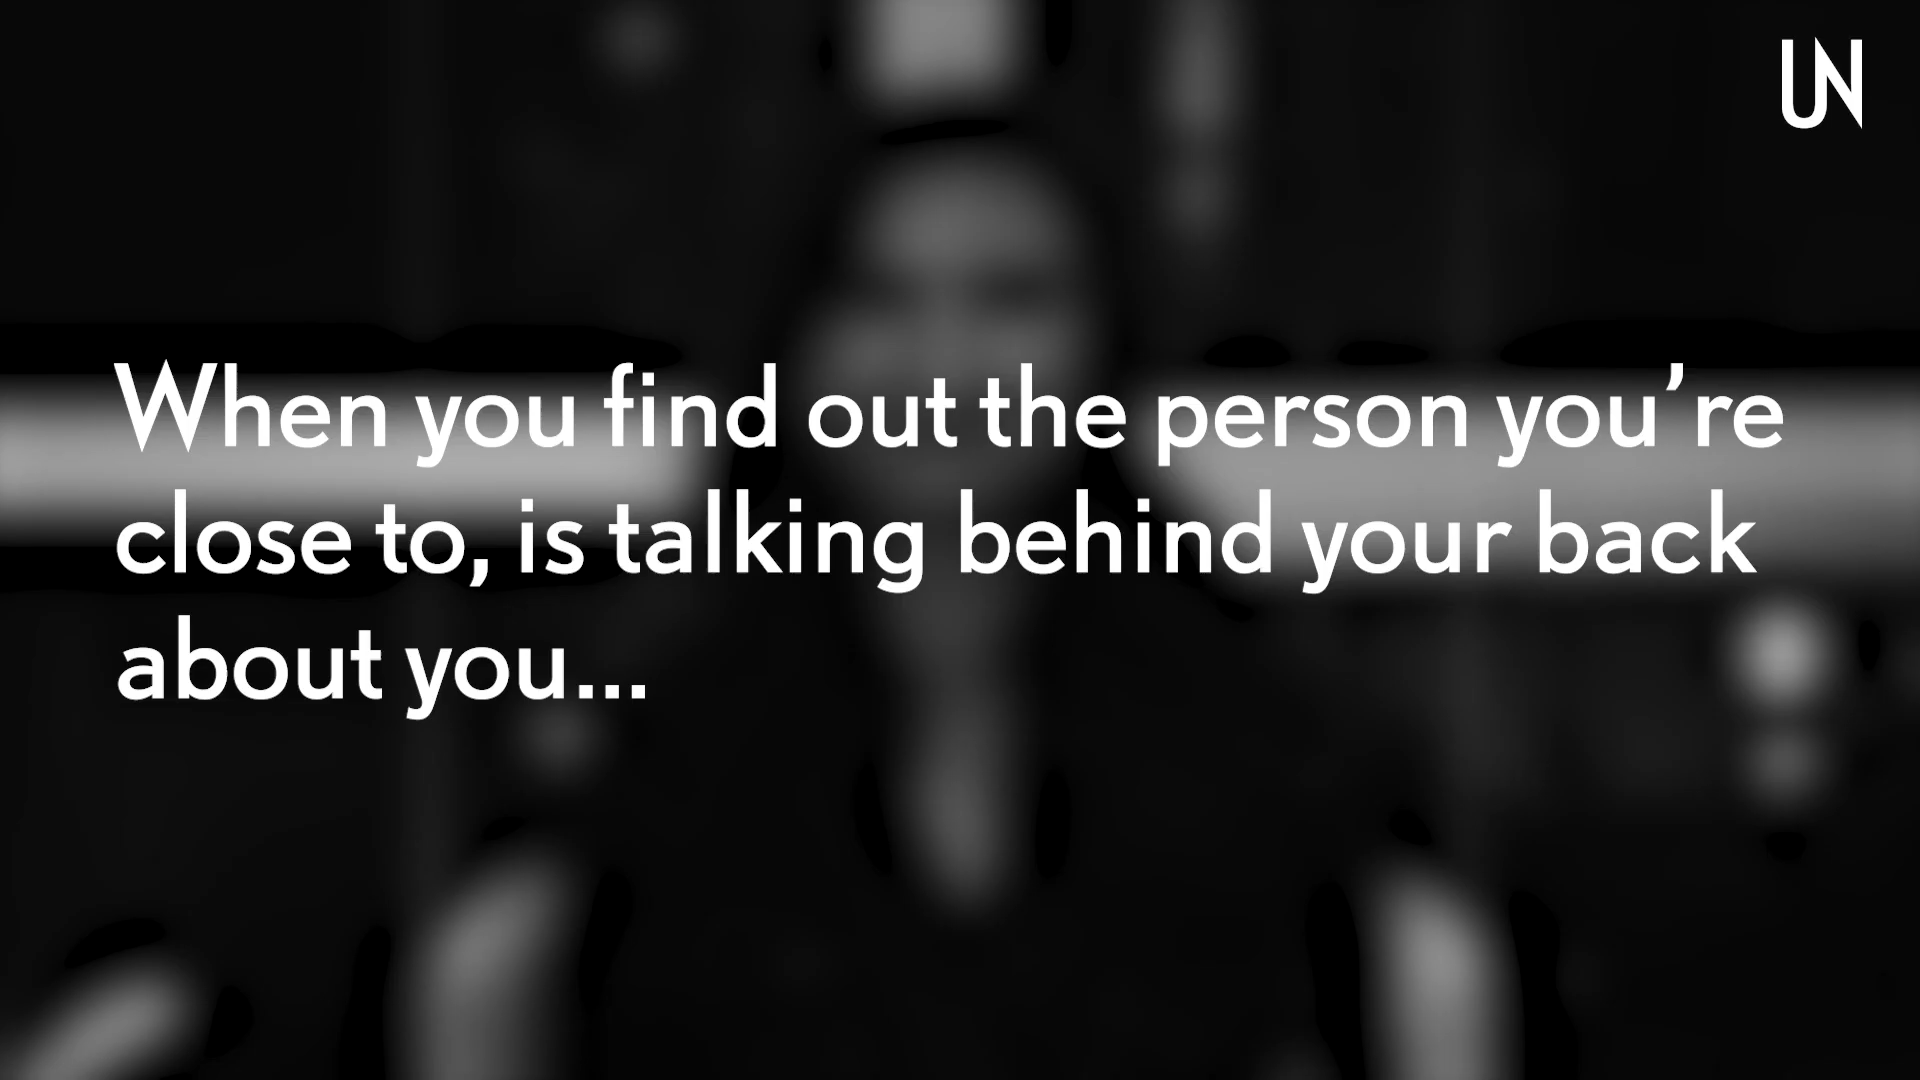 UN
When you find out the person you’re
close to, is talking behind your back
about you...